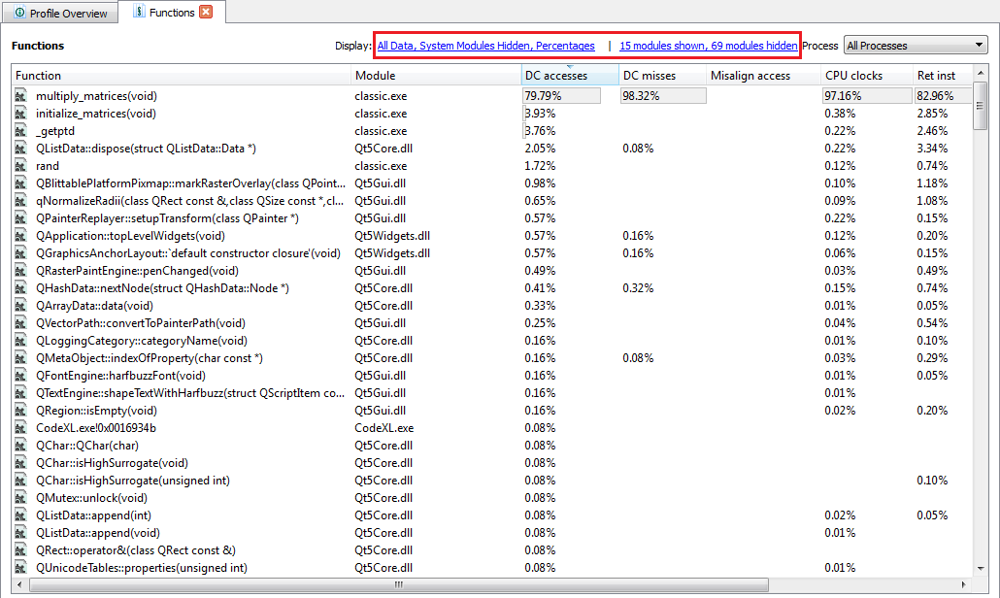 Profile Overview Functions
Functions Display: All Data, System Modules Hidden, Percentages | 15 modules shown, 69 modules hidden Process All Processes
Function Module DC accesses DC misses Misalign access CPU clocks Ret inst
multiply_matrices(void) classic.exe 79.79% 98.32% 97.16% 82.96%
initialize_matrices(void) classic.exe 3.93% 0.38% 2.85%
_getptd classic.exe 3.76% 0.22% 2.46%
QListData::dispose(struct QListData::Data *) Qt5Core.dll 2.05% 0.08% 0.22% 3.34%
rand classic.exe 1.72% 0.12% 0.74%
QBlittablePlatformPixmap::markRasterOverlay(class QPoint... Qt5Gui.dll 0.98% 0.10% 1.18%
qNormalizeRadii(class QRect const &,class QSize const *,cl... Qt5Gui.dll 0.65% 0.09% 1.08%
QPainterReplayer::setupTransform(class QPainter *) Qt5Gui.dll 0.57% 0.22% 0.15%
QApplication::topLevelWidgets(void) Qt5Widgets.dll 0.57% 0.16% 0.12% 0.20%
QGraphicsAnchorLayout::`default constructor closure'(void) Qt5Widgets.dll 0.57% 0.16% 0.06% 0.15%
QRasterPaintEngine::penChanged(void) Qt5Gui.dll 0.49% 0.03% 0.49%
QHashData::nextNode(struct QHashData::Node *) Qt5Core.dll 0.41% 0.32% 0.15% 0.74%
QArrayData::data(void) Qt5Core.dll 0.33% 0.01% 0.05%
QVectorPath::convertToPainterPath(void) Qt5Gui.dll 0.25% 0.04% 0.54%
QLoggingCategory::categoryName(void) Qt5Core.dll 0.16% 0.01% 0.10%
QMetaObject::indexOfProperty(char const *) Qt5Core.dll 0.16% 0.08% 0.03% 0.29%
QFontEngine::harfbuzzFont(void) Qt5Gui.dll 0.16% 0.01% 0.05%
QTextEngine::shapeTextWithHarfbuzz(struct QScriptItem co... Qt5Gui.dll 0.16% 0.01%
QRegion::isEmpty(void) Qt5Gui.dll 0.16% 0.02% 0.20%
CodeXL.exe!0x0016934b CodeXL.exe 0.08%
QChar::QChar(char) Qt5Core.dll 0.08%
QChar::isHighSurrogate(void) Qt5Core.dll 0.08%
QChar::isHighSurrogate(unsigned int) Qt5Core.dll 0.08% 0.10%
QMutex::unlock(void) Qt5Core.dll 0.08%
QListData::append(int) Qt5Core.dll 0.08% 0.02% 0.05%
QListData::append(void) Qt5Core.dll 0.08% 0.01%
QRect::operator&(class QRect const &) Qt5Core.dll 0.08%
QUnicodeTables::properties(unsigned int) Qt5Core.dll 0.08% 0.01%